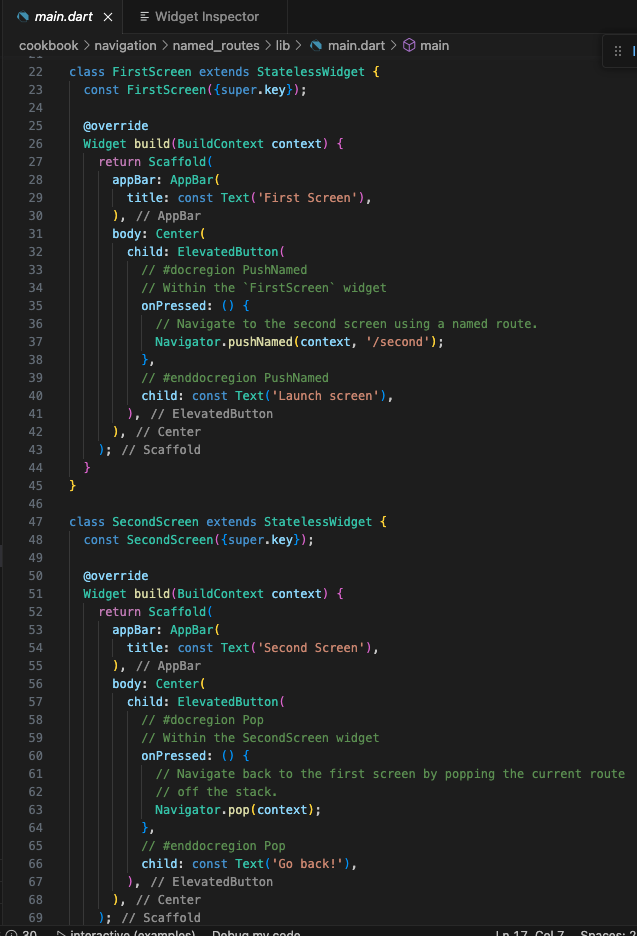 main.dart × Widget Inspector
cookbook > navigation > named_routes > lib > main.dart > main
22 class FirstScreen extends StatelessWidget {
23   const FirstScreen({super.key});
24
25   @override
26   Widget build(BuildContext context) {
27     return Scaffold(
28       appBar: AppBar(
29         title: const Text('First Screen'),
30       ), // AppBar
31       body: Center(
32         child: ElevatedButton(
33           // #docregion PushNamed
34           // Within the `FirstScreen` widget
35           onPressed: () {
36             // Navigate to the second screen using a named route.
37             Navigator.pushNamed(context, '/second');
38           },
39           // #enddocregion PushNamed
40           child: const Text('Launch screen'),
41         ), // ElevatedButton
42       ), // Center
43     ); // Scaffold
44   }
45 }
46
47 class SecondScreen extends StatelessWidget {
48   const SecondScreen({super.key});
49
50   @override
51   Widget build(BuildContext context) {
52     return Scaffold(
53       appBar: AppBar(
54         title: const Text('Second Screen'),
55       ), // AppBar
56       body: Center(
57         child: ElevatedButton(
58           // #docregion Pop
59           // Within the SecondScreen widget
60           onPressed: () {
61             // Navigate back to the first screen by popping the current route
62             // off the stack.
63             Navigator.pop(context);
64           },
65           // #enddocregion Pop
66           child: const Text('Go back!'),
67         ), // ElevatedButton
68       ), // Center
69     ); // Scaffold
30 interactive (examples) Debug my code Ln 17, Col 7 Spaces: 2